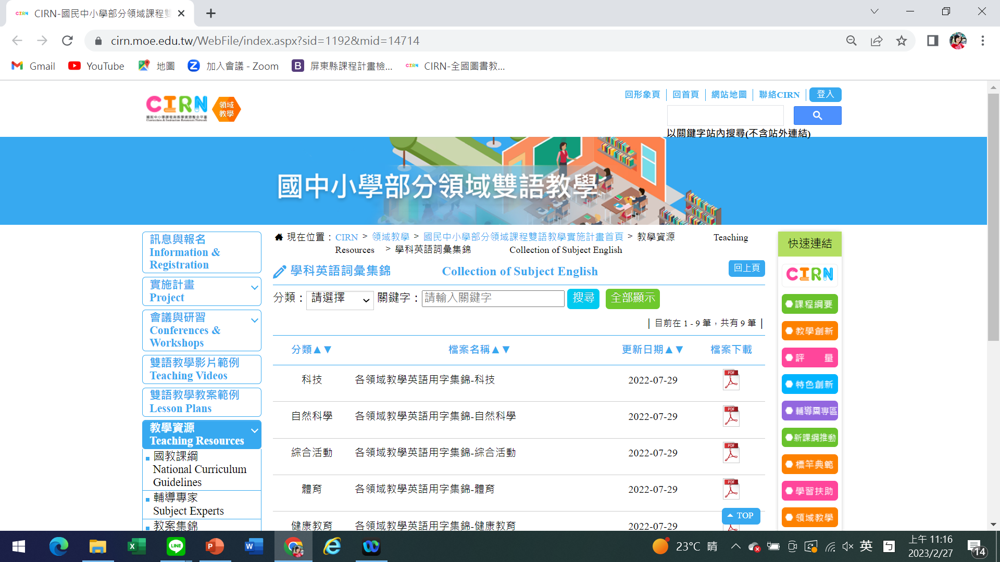 CIRN-國民中小學部分領域課程雙
cirn.moe.edu.tw/WebFile/index.aspx?sid=1192&mid=14714
Gmail
YouTube
地圖
加入會議 - Zoom
屏東縣課程計畫檢...
CIRN-全國圖書教...
CIRN
國民中小學課程與教學資源整合平臺
Curriculum & Instruction Resources Network
領域
教學
回形象頁
回首頁
網站地圖
聯絡CIRN
登入
以關鍵字站內搜尋(不含站外連結)
國中小學部分領域雙語教學
訊息與報名
Information &
Registration
實施計畫
Project
會議與研習
Conferences &
Workshops
雙語教學影片範例
Teaching Videos
雙語教學教案範例
Lesson Plans
教學資源
Teaching Resources
國教課綱
National Curriculum
Guidelines
輔導專家
Subject Experts
教案集錦
現在位置：CIRN > 領域教學 > 國民中小學部分領域課程雙語教學實施計畫首頁 > 教學資源 Teaching
Resources > 學科英語詞彙集錦 Collection of Subject English
學科英語詞彙集錦 Collection of Subject English
回上頁
分類： 請選擇 關鍵字： 請輸入關鍵字 搜尋 全部顯示
| 目前在 1 - 9 筆，共有 9 筆 |
分類▲▼ 檔案名稱▲▼ 更新日期▲▼ 檔案下載
科技 各領域教學英語用字集錦-科技 2022-07-29 PDF
自然科學 各領域教學英語用字集錦-自然科學 2022-07-29 PDF
綜合活動 各領域教學英語用字集錦-綜合活動 2022-07-29 PDF
體育 各領域教學英語用字集錦-體育 2022-07-29 PDF
健康教育 各領域教學英語用字集錦-健康教育 2022-07-29
TOP
快速連結
CIRN
課程綱要
教學創新
評 量
特色創新
輔導團專區
新課綱推動
標竿典範
學習扶助
領域教學
23°C 晴
英
上午 11:16
2023/2/27
14